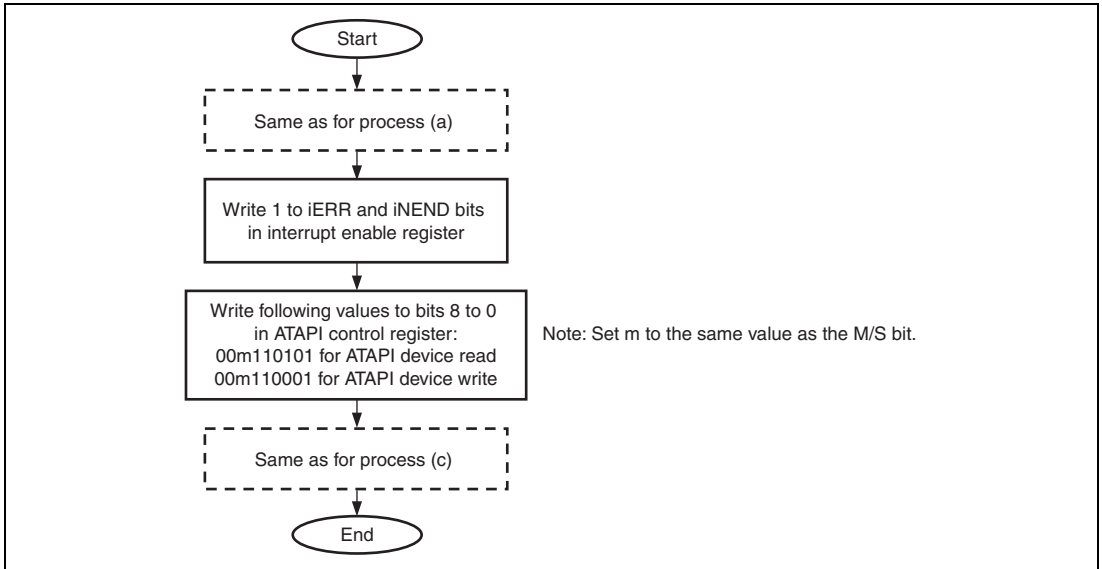 Start
Same as for process (a)
Write 1 to iERR and iNEND bits
in interrupt enable register
Write following values to bits 8 to 0
in ATAPI control register:
00m110101 for ATAPI device read
00m110001 for ATAPI device write
Note: Set m to the same value as the M/S bit.
Same as for process (c)
End